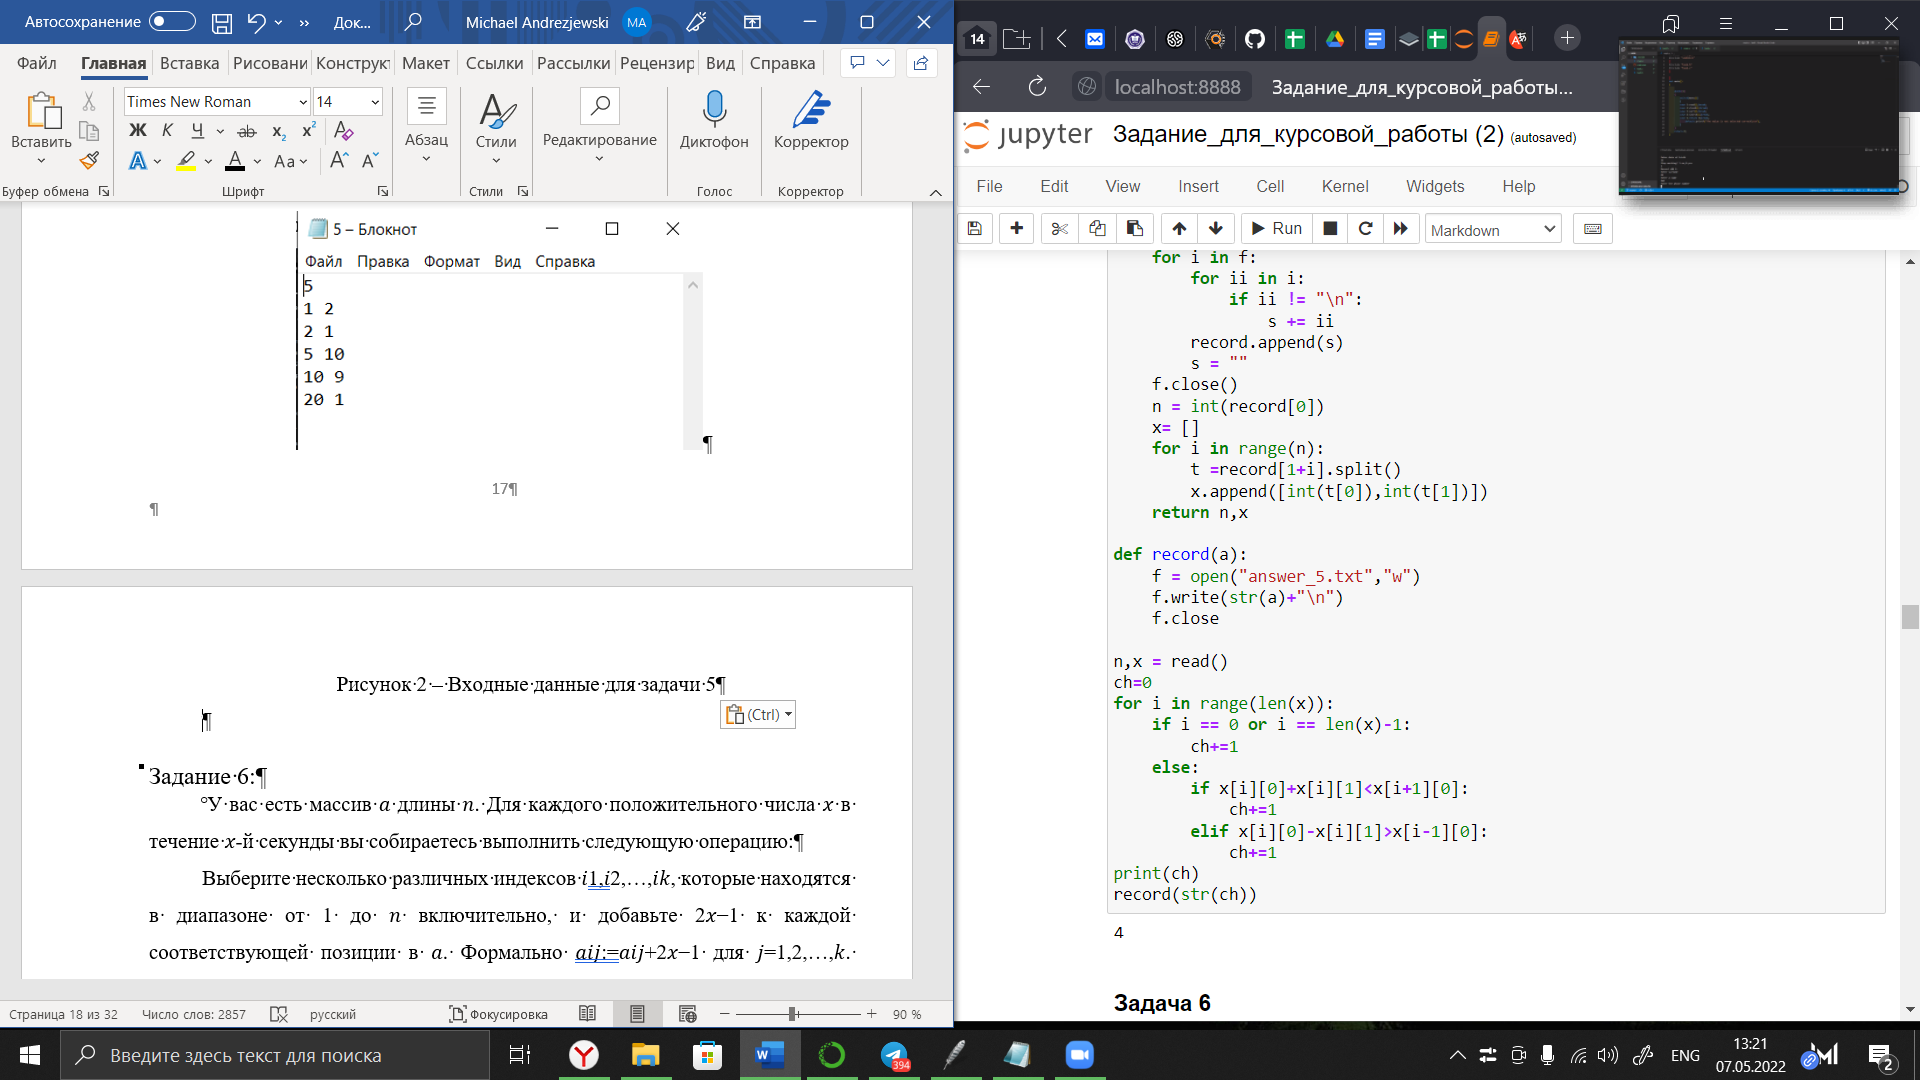 Автосохранение
Док...
Michael Andrezjewski
MA
Файл Главная Вставка Рисовани Конструкт Макет Ссылки Рассылки Рецензир Вид Справка
Times New Roman 14
Вставить
Ж К Ч ab x₂ x²
A A Aa A A
Абзац
Стили
Редактирование
Диктофон
Корректор
Буфер обмена Шрифт Стили Голос Корректор
5 – Блокнот
Файл Правка Формат Вид Справка
5
1 2
2 1
5 10
10 9
20 1
¶
17¶
¶
Рисунок·2·–·Входные·данные·для·задачи·5¶
¶
(Ctrl)
Задание·6:¶
°У·вас·есть·массив·a·длины·n.·Для·каждого·положительного·числа·x·в·
течение·x-й·секунды·вы·собираетесь·выполнить·следующую·операцию:¶
Выберите·несколько·различных·индексов·i1,i2,…,ik,·которые·находятся·
в· диапазоне· от· 1· до· n· включительно,· и· добавьте· 2x−1· к· каждой·
соответствующей· позиции· в· a.· Формально· aij:=aij+2x−1· для· j=1,2,…,k.·
Страница 18 из 32
Число слов: 2857
русский
Фокусировка
90 %
14
localhost:8888
Задание_для_курсовой_работы...
jupyter Задание_для_курсовой_работы (2) (autosaved)
File Edit View Insert Cell Kernel Widgets Help
Run
Markdown
for i in f:
for ii in i:
if ii != "\n":
s += ii
record.append(s)
s = ""
f.close()
n = int(record[0])
x= []
for i in range(n):
t =record[1+i].split()
x.append([int(t[0]),int(t[1])])
return n,x
def record(a):
f = open("answer_5.txt","w")
f.write(str(a)+"\n")
f.close
n,x = read()
ch=0
for i in range(len(x)):
if i == 0 or i == len(x)-1:
ch+=1
else:
if x[i][0]+x[i][1]<x[i+1][0]:
ch+=1
elif x[i][0]-x[i][1]>x[i-1][0]:
ch+=1
print(ch)
record(str(ch))
4
Задача 6
Введите здесь текст для поиска
394
ENG
13:21
07.05.2022
2